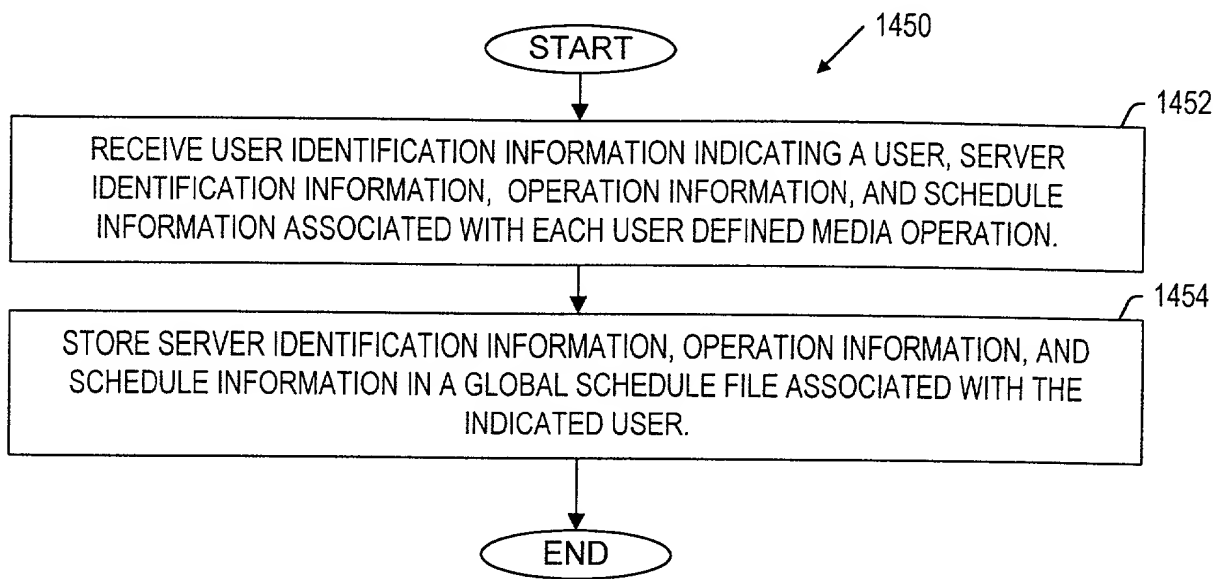 START
1450
1452
RECEIVE USER IDENTIFICATION INFORMATION INDICATING A USER, SERVER
IDENTIFICATION INFORMATION, OPERATION INFORMATION, AND SCHEDULE
INFORMATION ASSOCIATED WITH EACH USER DEFINED MEDIA OPERATION.
1454
STORE SERVER IDENTIFICATION INFORMATION, OPERATION INFORMATION, AND
SCHEDULE INFORMATION IN A GLOBAL SCHEDULE FILE ASSOCIATED WITH THE
INDICATED USER.
END